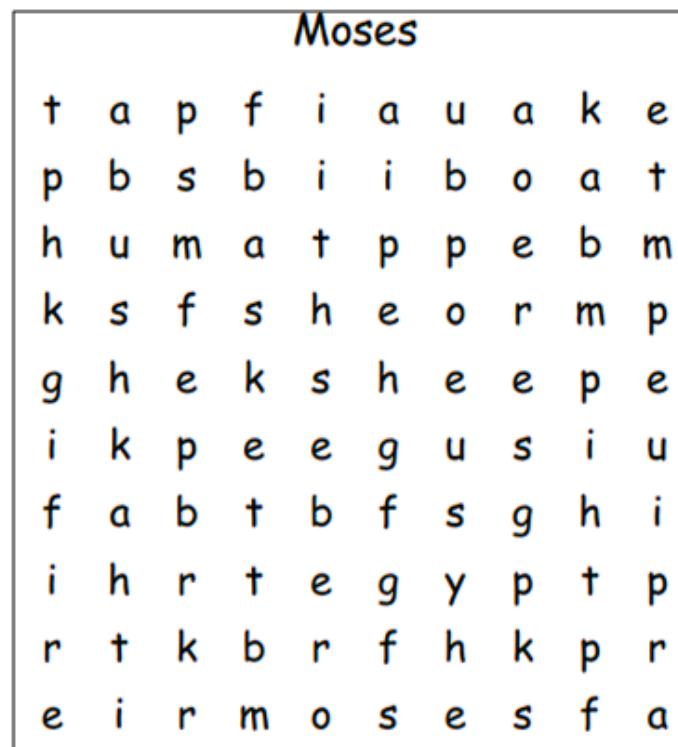 Moses
t a p f i a u a k e
p b s b i i b o a t
h u m a t p p e b m
k s f s h e o r m p
g h e k s h e e p e
i k p e e g u s i u
f a b t b f s g h i
i h r t e g y p t p
r t k b r f h k p r
e i r m o s e s f a